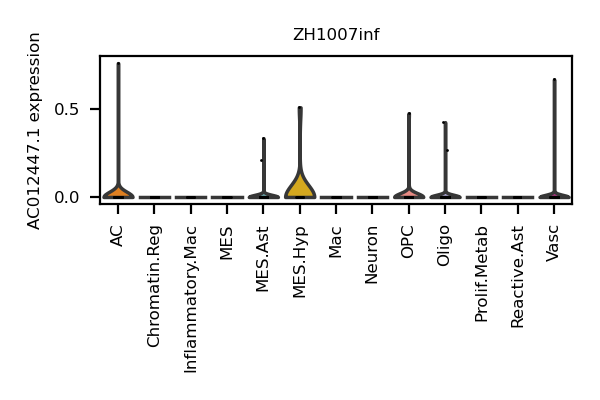 ZH1007inf
AC012447.1 expression
0.5
0.0
AC
Chromatin.Reg
Inflammatory.Mac
MES
MES.Ast
MES.Hyp
Mac
Neuron
OPC
Oligo
Prolif.Metab
Reactive.Ast
Vasc